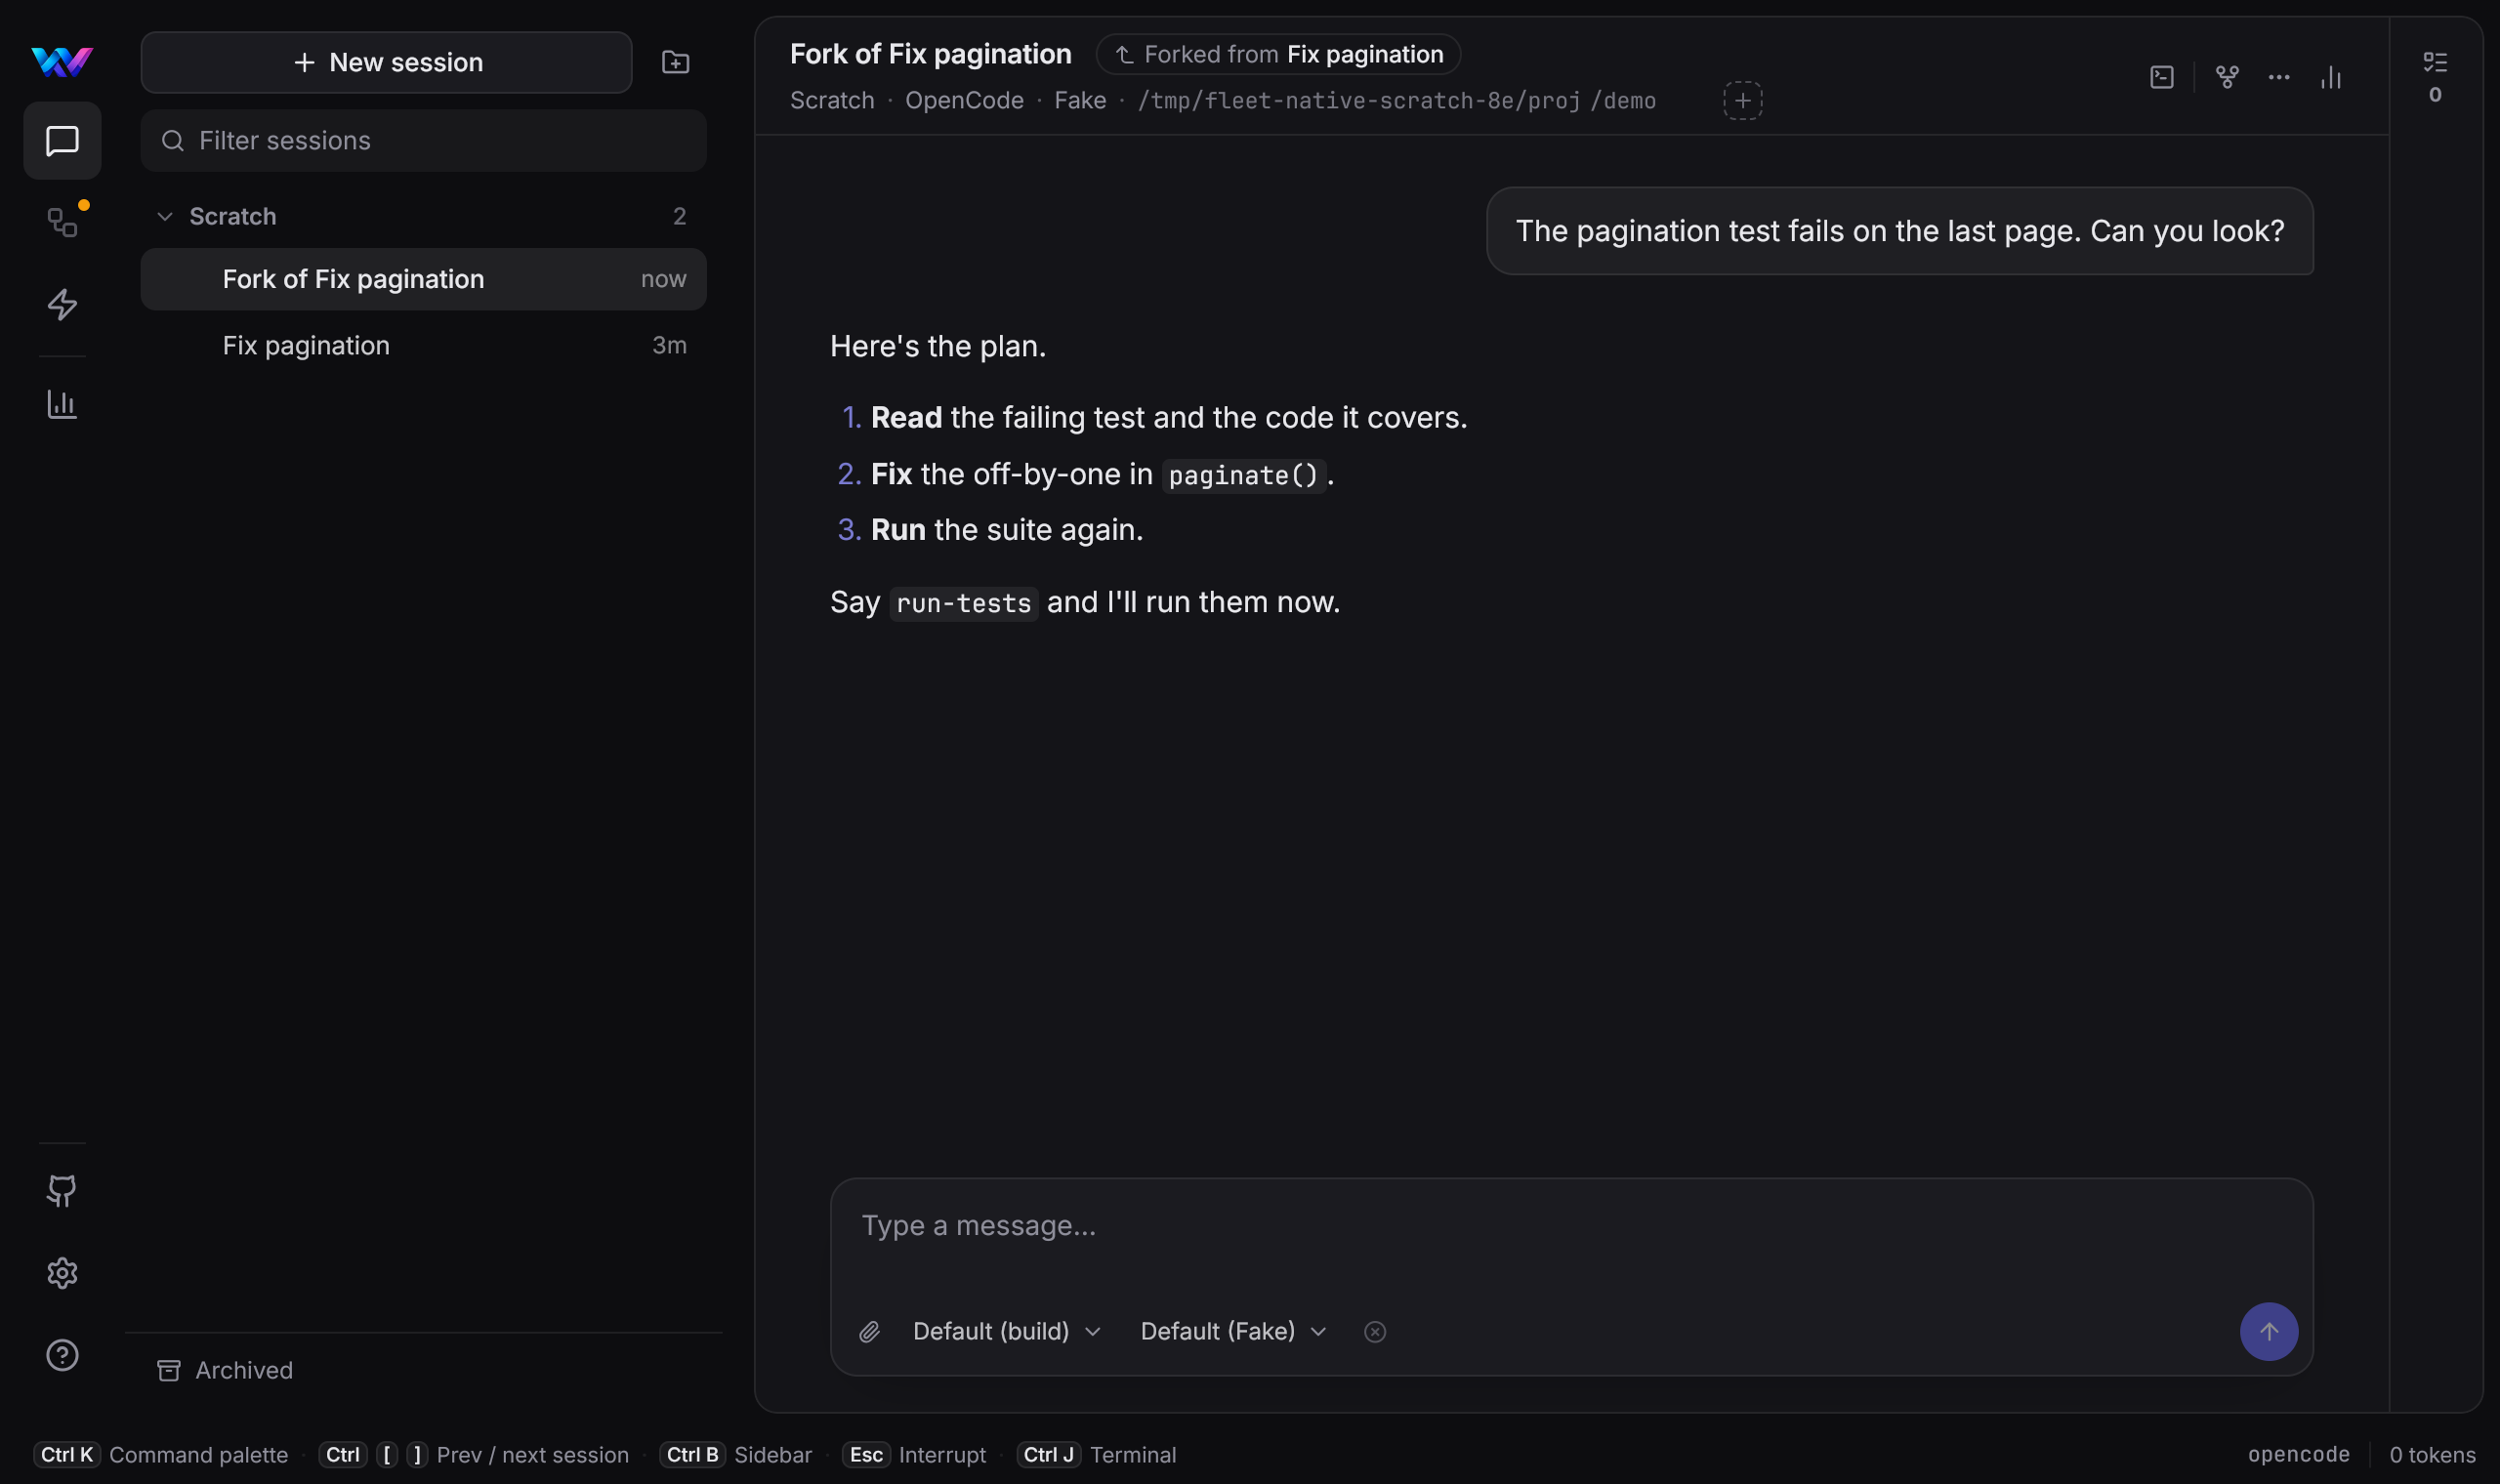 New session
Filter sessions
Scratch 2
Fork of Fix pagination now
Fix pagination 3m
Archived
Fork of Fix pagination Forked from Fix pagination
Scratch · OpenCode · Fake · /tmp/fleet-native-scratch-8e/proj /demo
0
The pagination test fails on the last page. Can you look?
Here's the plan.
1. Read the failing test and the code it covers.
2. Fix the off-by-one in paginate().
3. Run the suite again.
Say run-tests and I'll run them now.
Type a message...
Default (build) Default (Fake)
Ctrl K Command palette · Ctrl [ ] Prev / next session · Ctrl B Sidebar · Esc Interrupt · Ctrl J Terminal opencode 0 tokens